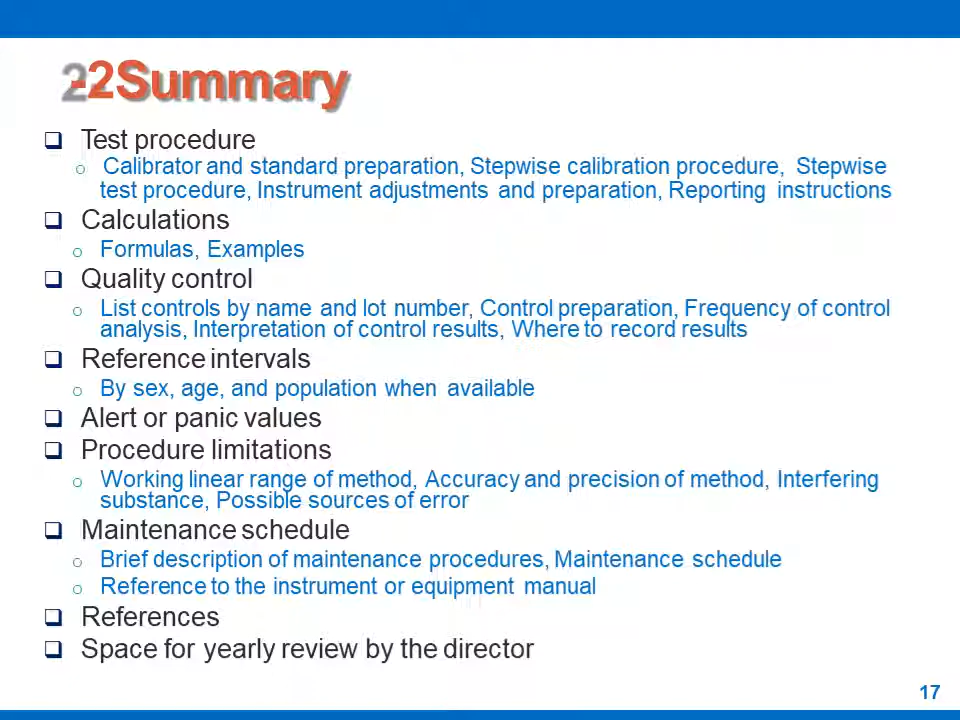 2-2Summary
❑ Test procedure
o Calibrator and standard preparation, Stepwise calibration procedure, Stepwise
test procedure, Instrument adjustments and preparation, Reporting instructions
❑ Calculations
o Formulas, Examples
❑ Quality control
o List controls by name and lot number, Control preparation, Frequency of control
analysis, Interpretation of control results, Where to record results
❑ Reference intervals
o By sex, age, and population when available
❑ Alert or panic values
❑ Procedure limitations
o Working linear range of method, Accuracy and precision of method, Interfering
substance, Possible sources of error
❑ Maintenance schedule
o Brief description of maintenance procedures, Maintenance schedule
o Reference to the instrument or equipment manual
❑ References
❑ Space for yearly review by the director
17